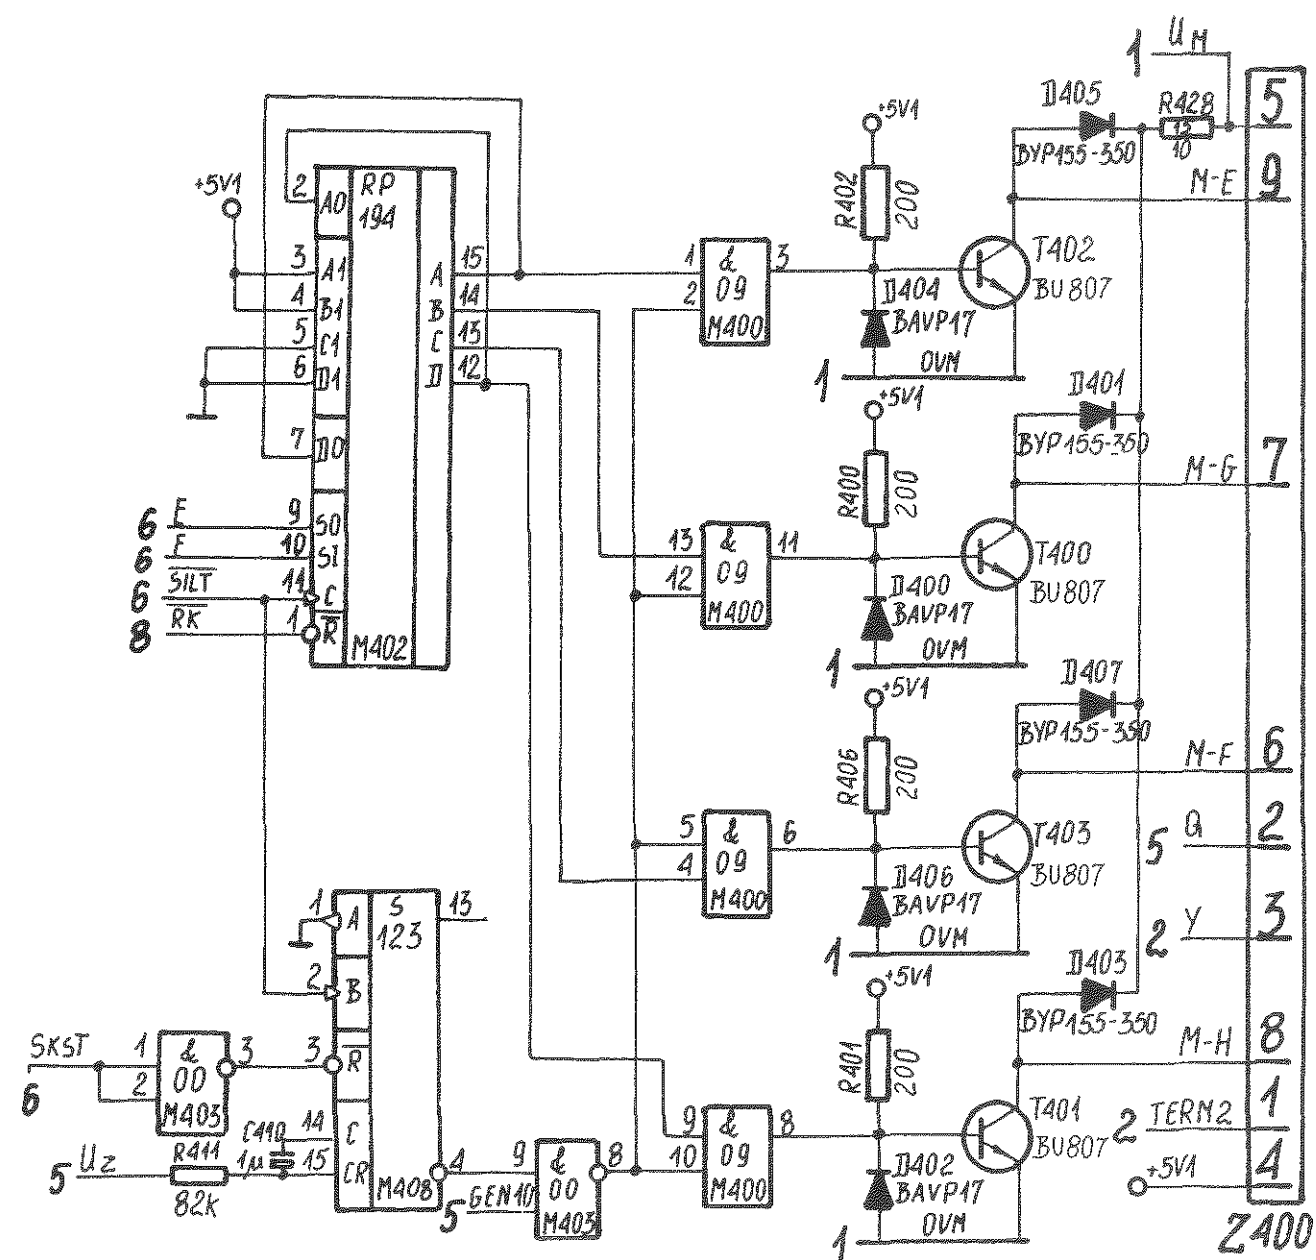 1 U M
D405
R428
13
10
BYP155-350
5
M-E 9
+5V1
R402
200
T402
BU807
D404
BAVP17
1 OVM
+5V1
2 A0
RP
194
3 A1
4 B1
5 C1
6 D1
7 D0
A 15
B 14
C 13
D 12
6 E 9 S0
6 F 10 S1
6 SILT 11 C
8 RK 1 R
M402
1
2
&
09
M400
3
D401
BYP155-350
M-G 7
+5V1
R400
200
T400
BU807
D400
BAVP17
1 OVM
13
12
&
09
M400
11
D407
BYP155-350
M-F 6
+5V1
R406
200
T403
BU807
D406
BAVP17
1 OVM
5
4
&
09
M400
6
5 Q 2
2 Y 3
D403
BYP155-350
M-H 8
+5V1
R401
200
T401
BU807
D402
BAVP17
1 OVM
9
10
&
09
M400
8
2 TERM2 1
+5V1 4
Z400
1 A
S
123
13
2 B
3 R
14 C
15 CR
M408
4
SKST
6
1
2
&
00
M403
3
C410
1μ
5 Uz
R411
82K
9
5 GEN10
&
00
M403
8